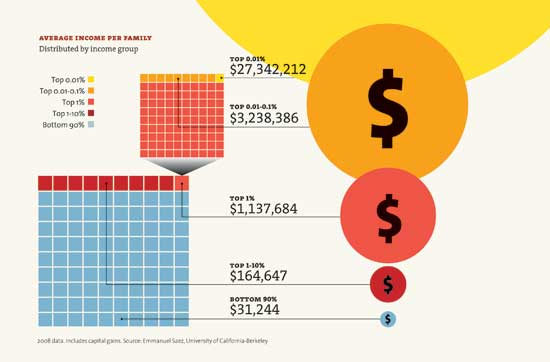 AVERAGE INCOME PER FAMILY
Distributed by income group
Top 0.01%
Top 0.01-0.1%
Top 1%
Top 1-10%
Bottom 90%
TOP 0.01%
$27,342,212
TOP 0.01-0.1%
$3,238,386
TOP 1%
$1,137,684
TOP 1-10%
$164,647
BOTTOM 90%
$31,244
$
$
$
$
2008 data. Includes capital gains. Source: Emmanuel Saez, University of California-Berkeley